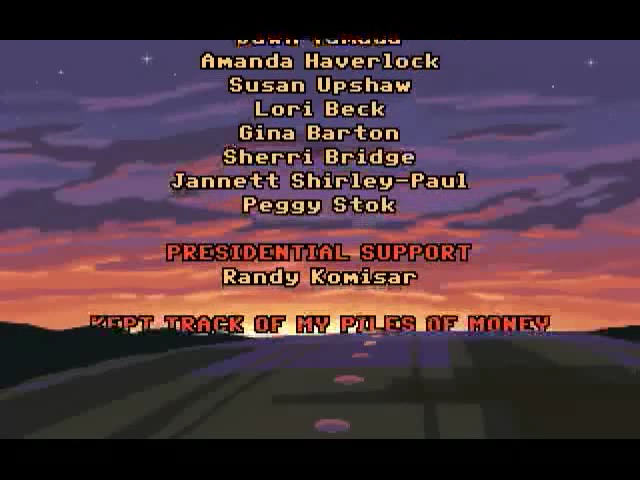 Amanda Haverlock
Susan Upshaw
Lori Beck
Gina Barton
Sherri Bridge
Jannett Shirley-Paul
Peggy Stok
PRESIDENTIAL SUPPORT
Randy Komisar
KEPT TRACK OF MY PILES OF MONEY